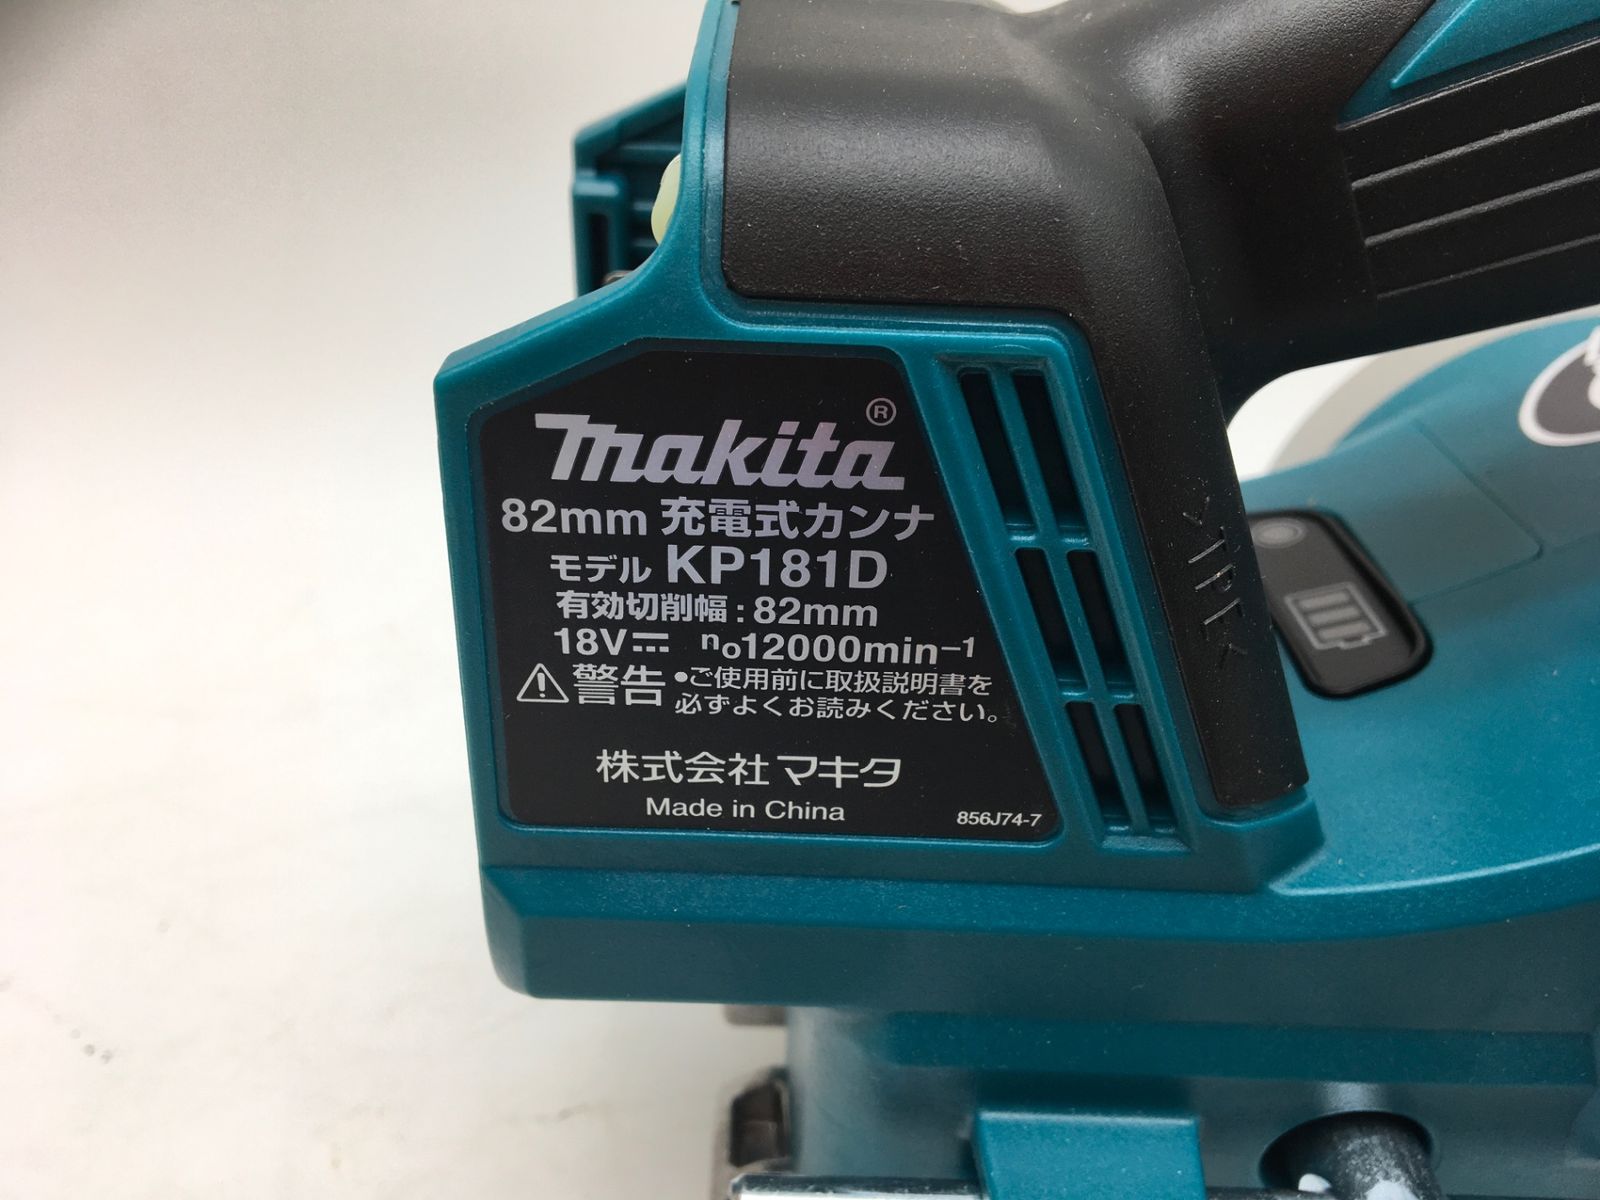 makita®
82mm 充電式カンナ
モデル KP181D
有効切削幅：82mm
18V⎓ n₀12000min⁻¹
⚠警告 ●ご使用前に取扱説明書を
必ずよくお読みください。
株式会社 マキタ
Made in China
856J74-7
>TPE<